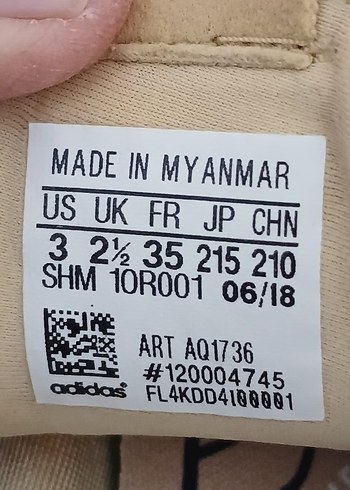 MADE IN MYANMAR
US UK FR JP CHN
3 2½ 35 215 210
SHM 10R001 06/18
ART AQ1736
#120004745
adidas® FL4KDD4I00001